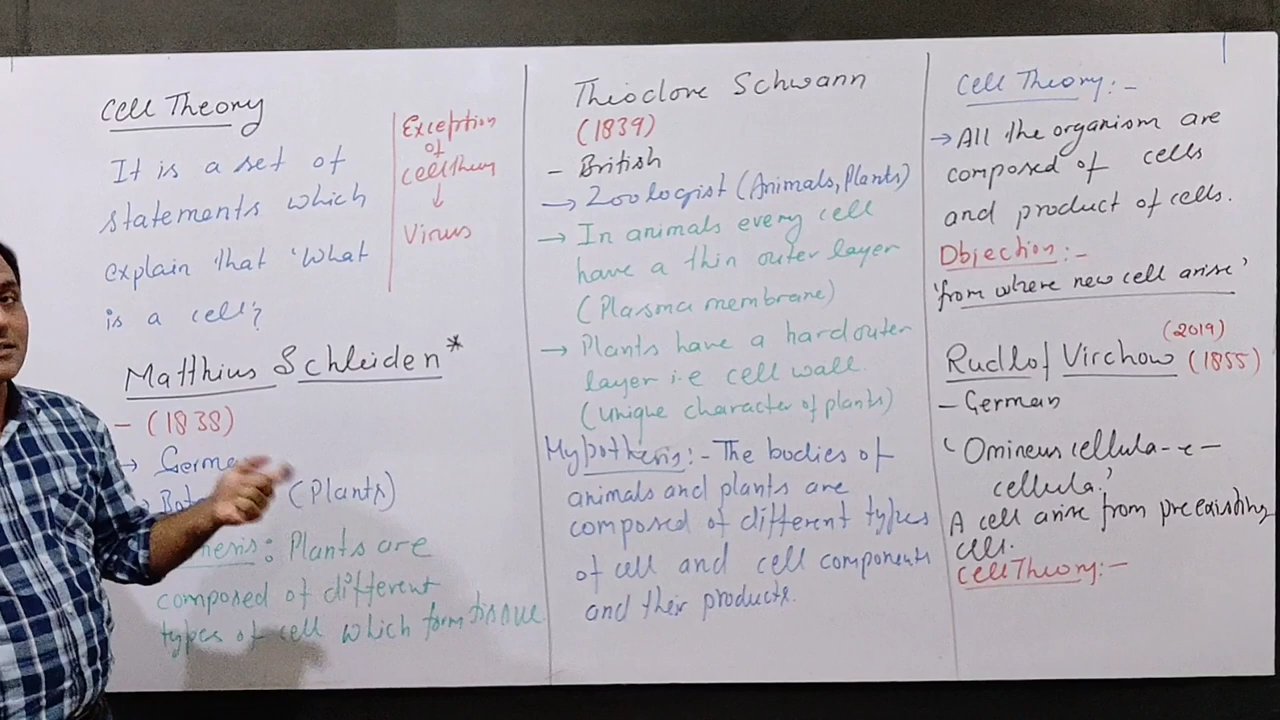 Cell Theory
It is a set of
statements which
explain that 'What
is a cell?
Exception
of
cell theory
↓
Virus
Matthius Schleiden*
- (1838)
→ Germa
→ Bota (Plants)
hesis: Plants are
composed of different
types of cell which form tissue
Theodore Schwann
(1839)
- British
→ Zoologist (Animals, Plants)
→ In animals every cell
have a thin outer layer
(Plasma membrane)
→ Plants have a hard outer
layer i.e cell wall.
(Unique character of plants)
Hypothesis:- The bodies of
animals and plants are
composed of different types
of cell and cell components
and their products.
Cell Theory:-
→ All the organism are
composed of cells
and product of cells.
Objection:-
'from where new cell arise'
(2019)
Rudlof Virchow (1855)
- German
'Omineus cellula-e-
cellula.'
A cell arise from preexisting
cell.
Cell Theory:-